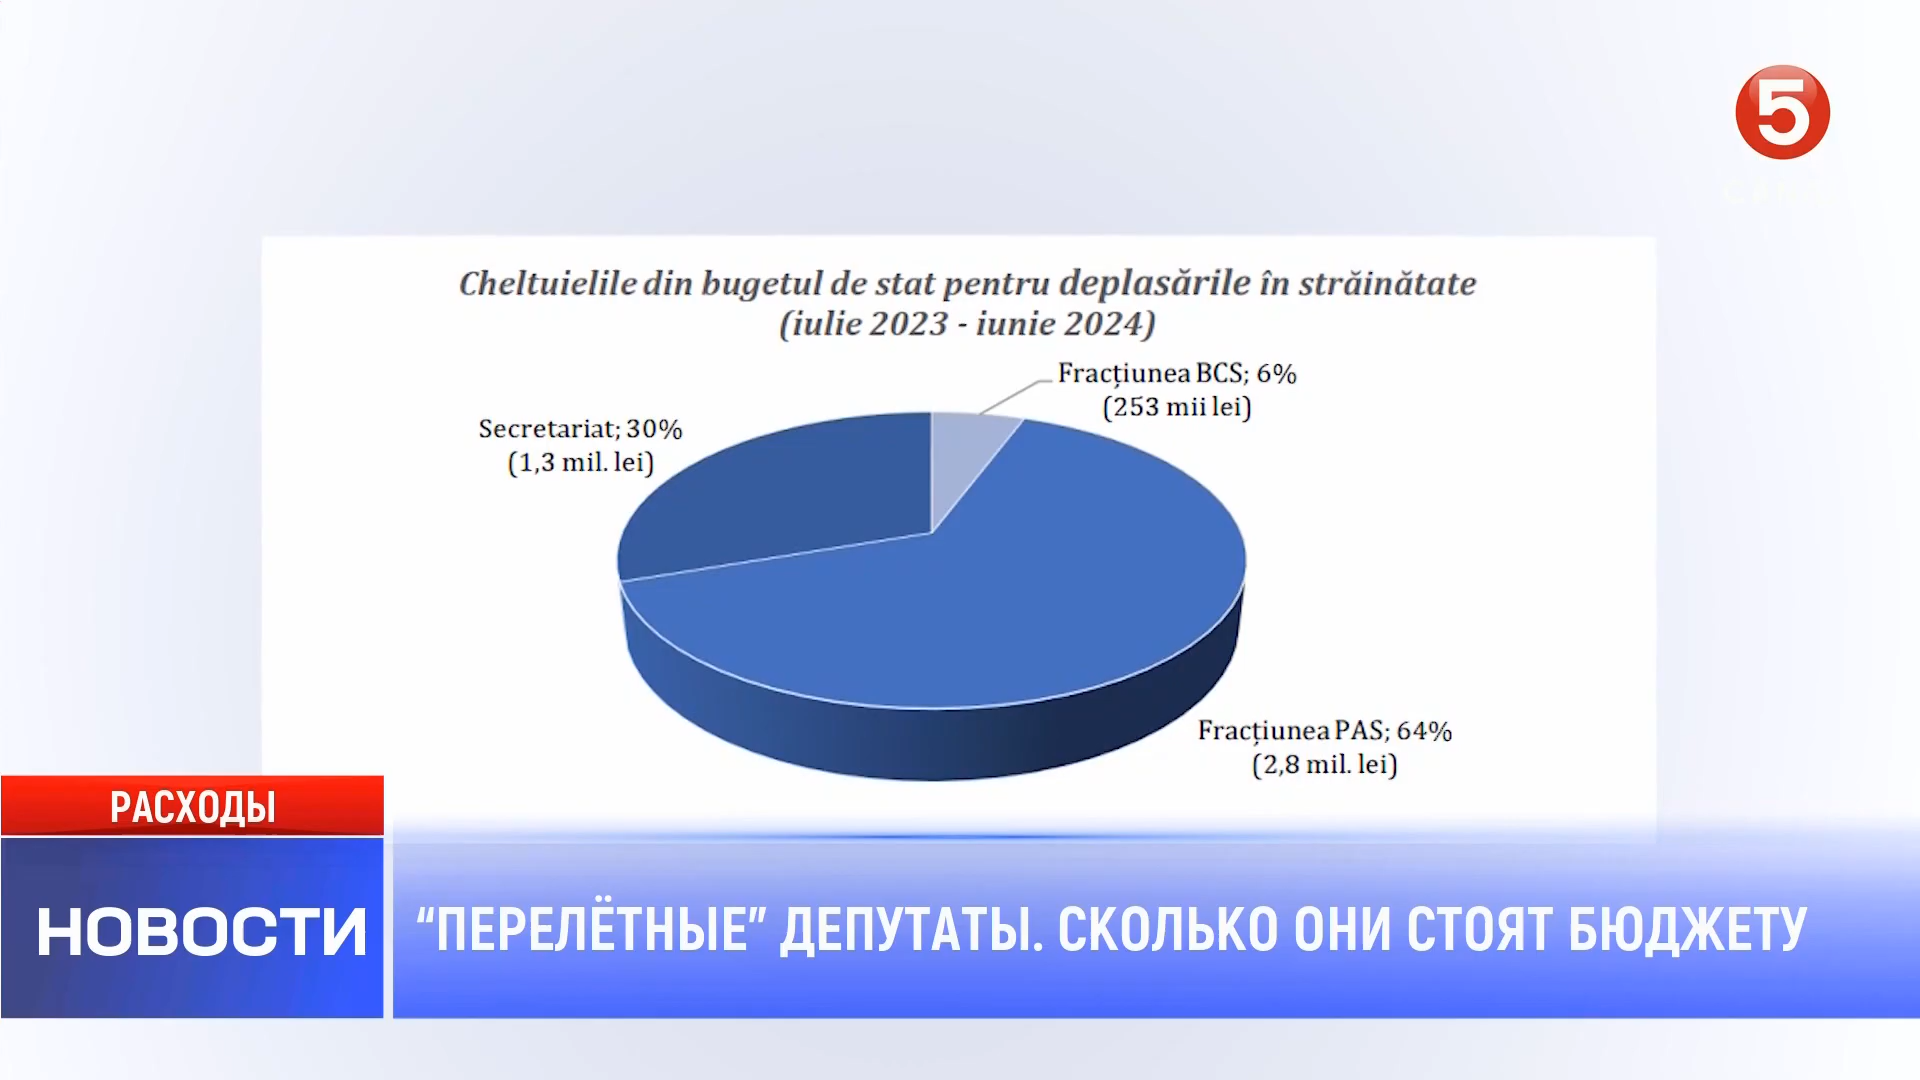 5
Cheltuielile din bugetul de stat pentru deplasările în străinătate
(iulie 2023 - iunie 2024)
Fracțiunea BCS; 6%
(253 mii lei)
Secretariat; 30%
(1,3 mil. lei)
Fracțiunea PAS; 64%
(2,8 mil. lei)
РАСХОДЫ
НОВОСТИ
“ПЕРЕЛЁТНЫЕ” ДЕПУТАТЫ. СКОЛЬКО ОНИ СТОЯТ БЮДЖЕТУ